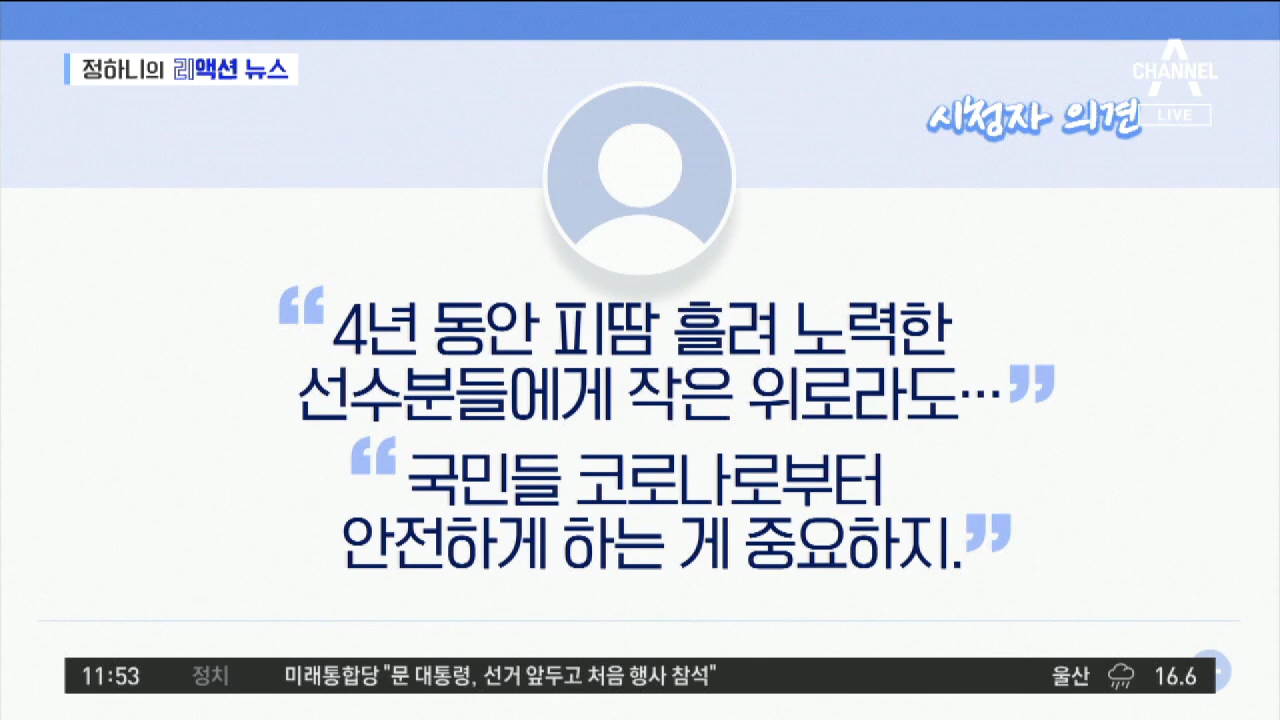 정하니의 리액션 뉴스
CHANNEL A
LIVE
시청자 의견
“4년 동안 피땀 흘려 노력한
선수분들에게 작은 위로라도…”
“국민들 코로나로부터
안전하게 하는 게 중요하지.”
11:53 정치 미래통합당 "문 대통령, 선거 앞두고 처음 행사 참석" 울산 16.6